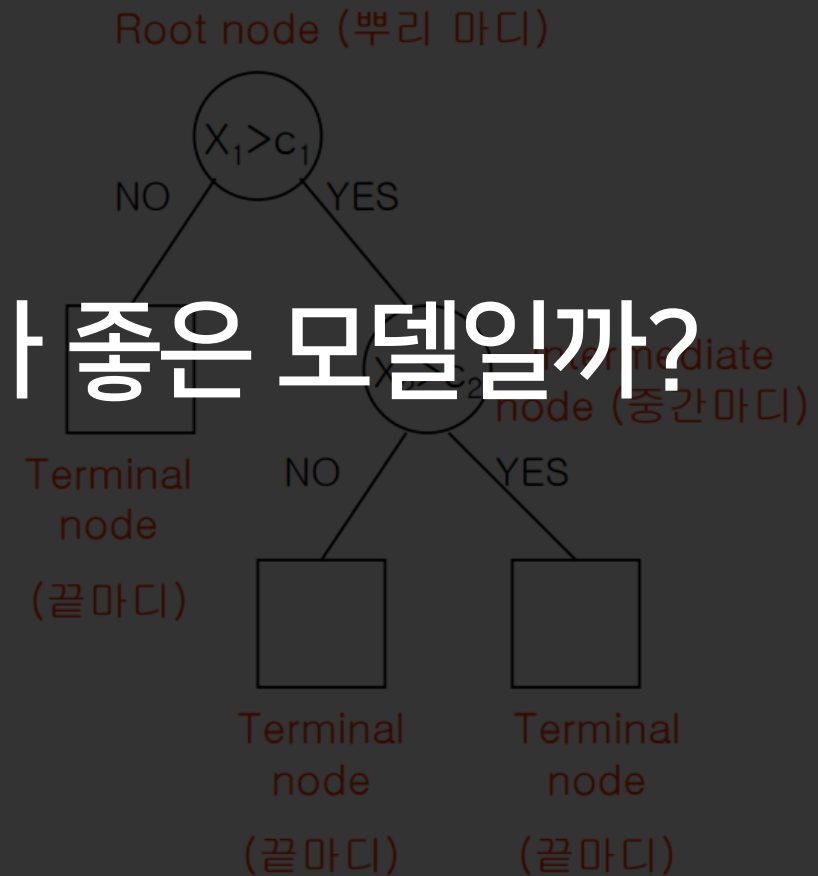 Root node (뿌리 마디)
X₁>c₁
NO
YES
좋은 모델일까?
Intermediate
node (중간마디)
Terminal
node
(끝마디)
NO
YES
Terminal
node
(끝마디)
Terminal
node
(끝마디)